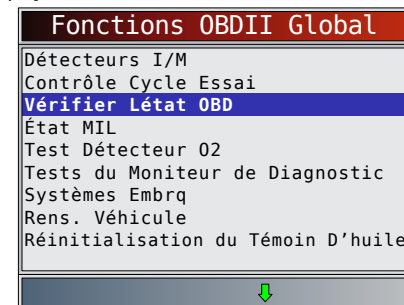 Fonctions OBDII Global
Détecteurs I/M
Contrôle Cycle Essai
Vérifier Létat OBD
État MIL
Test Détecteur O2
Tests du Moniteur de Diagnostic
Systèmes Embrq
Rens. Véhicule
Réinitialisation du Témoin D'huile